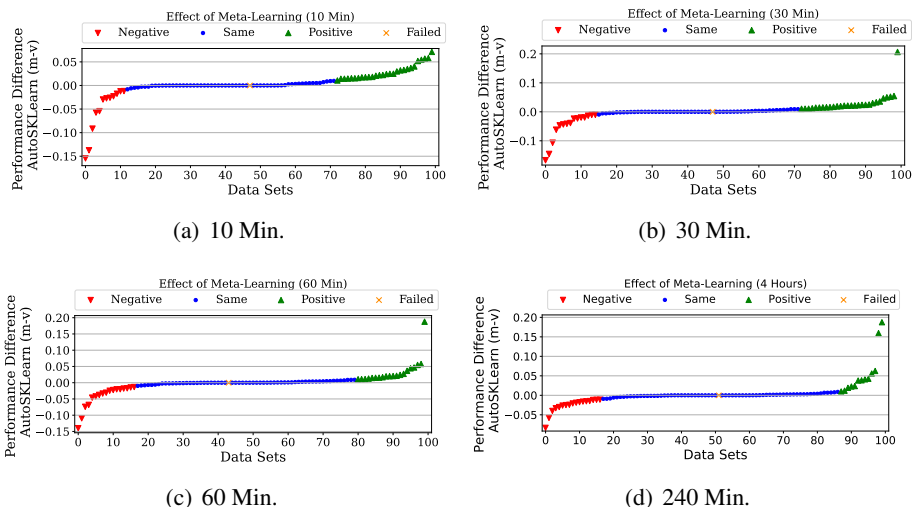 Effect of Meta-Learning (10 Min)
Negative Same Positive Failed
Performance Difference
AutoSKLearn (m-v)
0.05
0.00
−0.05
−0.10
−0.15
0 10 20 30 40 50 60 70 80 90 100
Data Sets
(a) 10 Min.
Effect of Meta-Learning (30 Min)
Negative Same Positive Failed
Performance Difference
AutoSKLearn (m-v)
0.2
0.1
0.0
−0.1
0 10 20 30 40 50 60 70 80 90 100
Data Sets
(b) 30 Min.
Effect of Meta-Learning (60 Min)
Negative Same Positive Failed
Performance Difference
AutoSKLearn (m-v)
0.20
0.15
0.10
0.05
0.00
−0.05
−0.10
−0.15
0 10 20 30 40 50 60 70 80 90 100
Data Sets
(c) 60 Min.
Effect of Meta-Learning (4 Hours)
Negative Same Positive Failed
Performance Difference
AutoSKLearn (m-v)
0.20
0.15
0.10
0.05
0.00
−0.05
0 10 20 30 40 50 60 70 80 90 100
Data Sets
(d) 240 Min.